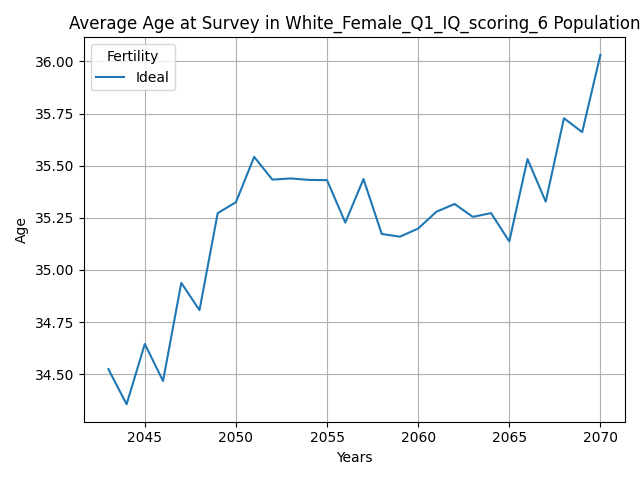 Average Age at Survey in White_Female_Q1_IQ_scoring_6 Population
Fertility
Ideal
36.00
35.75
35.50
35.25
35.00
34.75
34.50
Age
2045 2050 2055 2060 2065 2070
Years